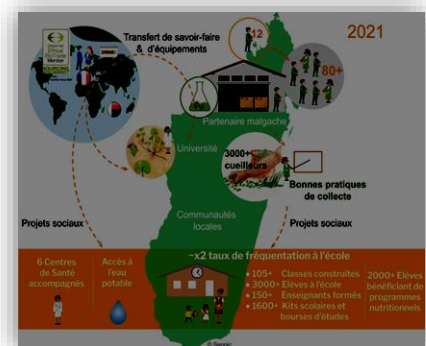 2021
Transfert de savoir-faire
& d'équipements
12
80+
Partenaire malgache
Université
3000+
cueilleurs
Bonnes pratiques
de collecte
Communautés
locales
Projets sociaux
Projets sociaux
~x2 taux de fréquentation à l'école
6 Centres
de Santé
accompagnés
Accès à
l'eau
potable
• 105+ Classes construites
• 3000+ Elèves à l'école
• 150+ Enseignants formés
• 1600+ Kits scolaires et
bourses d'études
2000+ Elèves
bénéficiant de
programmes
nutritionnels